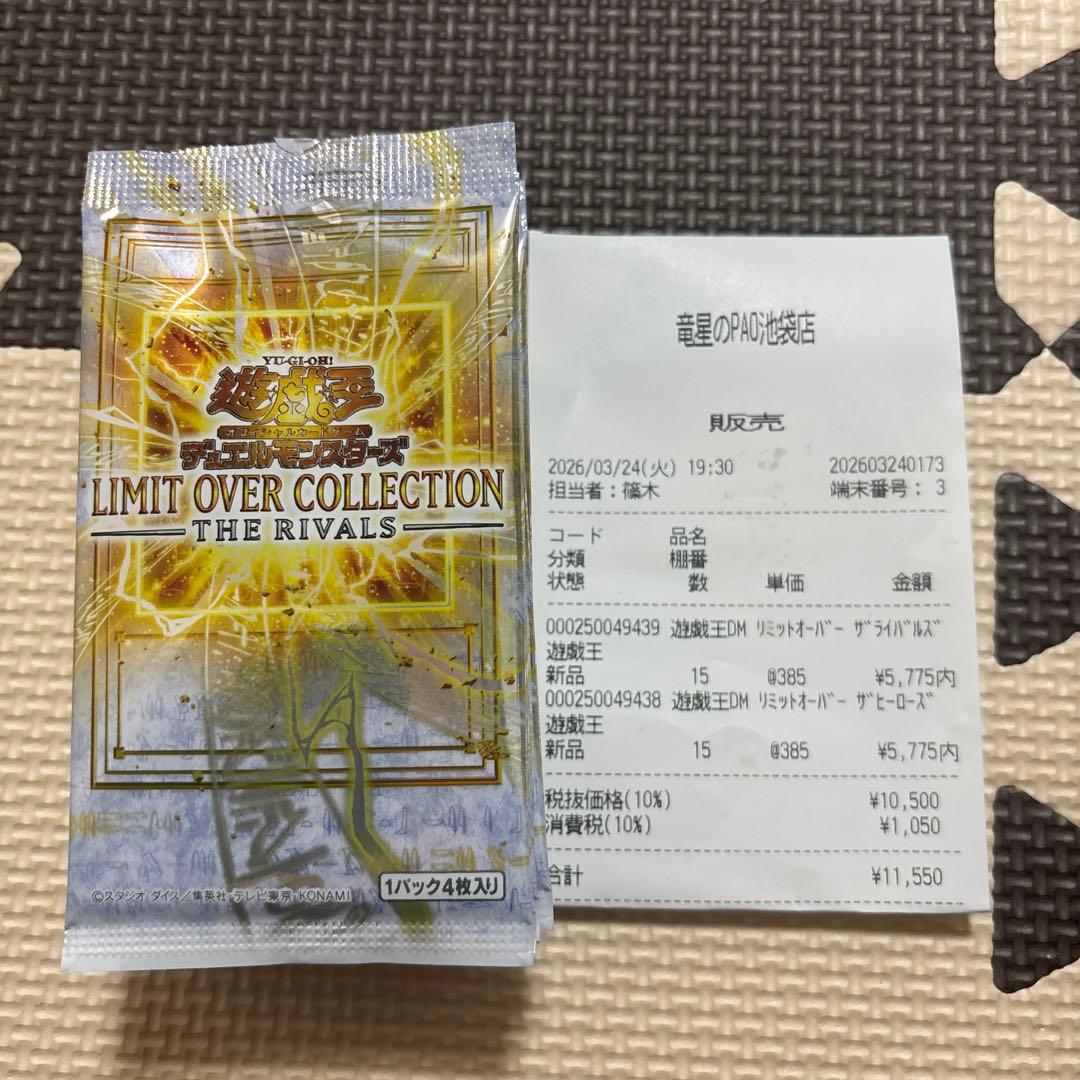 YU-GI-OH!
遊戯王
オフィシャルカードゲーム
デュエルモンスターズ
LIMIT OVER COLLECTION
THE RIVALS
©スタジオ・ダイス／集英社・テレビ東京・KONAMI
1パック4枚入り
竜星のPAO池袋店
販売
2026/03/24(火) 19:30 202603240173
担当者：篠木 端末番号： 3
コード 品名
分類 棚番
状態 数 単価 金額
000250049439 遊戯王DM ﾘﾐｯﾄｵｰﾊﾞｰ ｻﾞﾗｲﾊﾞﾙｽﾞ
遊戯王
新品 15 @385 ¥5,775内
000250049438 遊戯王DM ﾘﾐｯﾄｵｰﾊﾞｰ ｻﾞﾋｰﾛｰｽﾞ
遊戯王
新品 15 @385 ¥5,775内
税抜価格(10%) ¥10,500
消費税(10%) ¥1,050
合計 ¥11,550